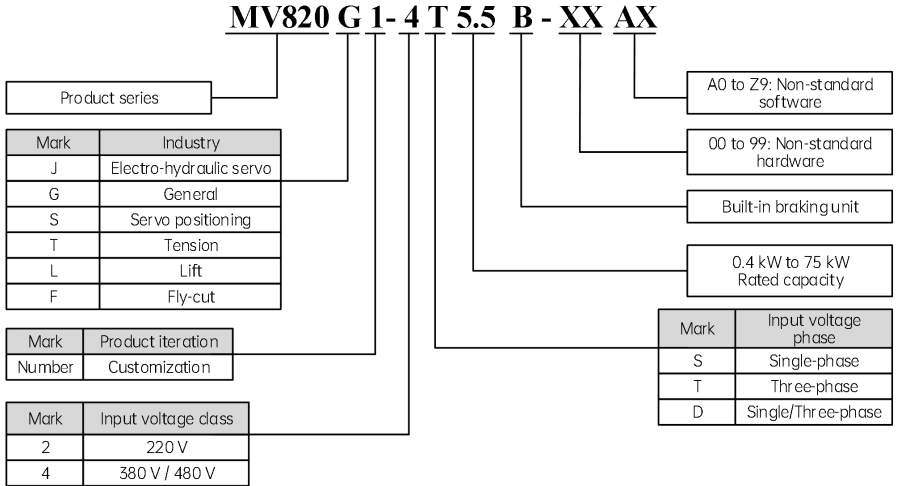 MV820 G 1- 4 T 5.5 B - XX AX
Product series
Mark Industry
J Electro-hydraulic servo
G General
S Servo positioning
T Tension
L Lift
F Fly-cut
Mark Product iteration
Number Customization
Mark Input voltage class
2 220 V
4 380 V / 480 V
A0 to Z9: Non-standard
software
00 to 99: Non-standard
hardware
Built-in braking unit
0.4 kW to 75 kW
Rated capacity
Mark Input voltage
phase
S Single-phase
T Three-phase
D Single/Three-phase